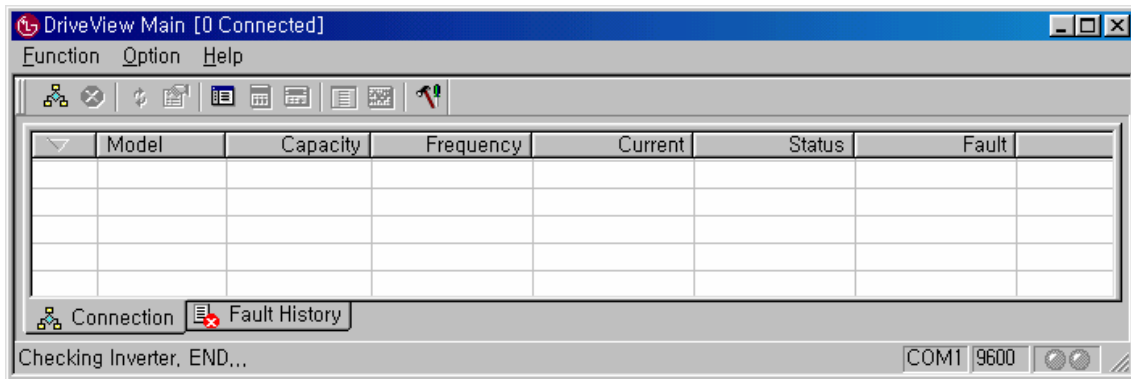 DriveView Main [0 Connected]
Function Option Help
Model Capacity Frequency Current Status Fault
Connection Fault History
Checking Inverter, END,,, COM1 9600